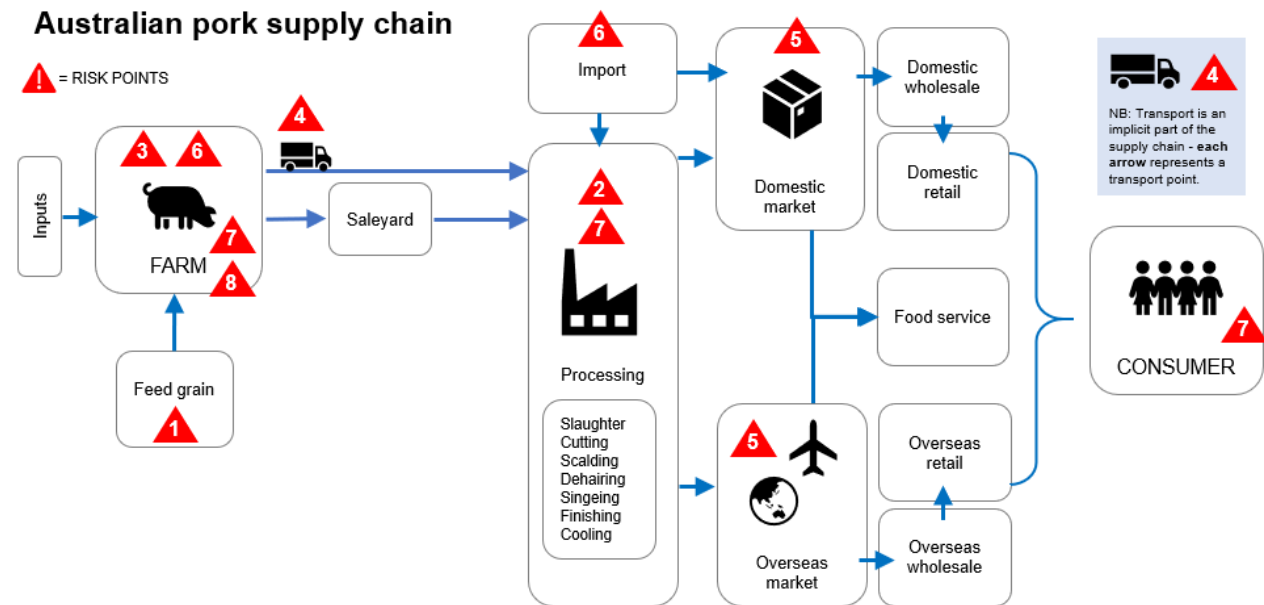 Australian pork supply chain
! = RISK POINTS
Inputs
3
6
FARM
7
8
Feed grain
1
4
Saleyard
6
Import
2
7
Processing
Slaughter
Cutting
Scalding
Dehairing
Singeing
Finishing
Cooling
5
Domestic
market
5
Overseas
market
Domestic
wholesale
Domestic
retail
Food service
Overseas
retail
Overseas
wholesale
4
NB: Transport is an
implicit part of the
supply chain - each
arrow represents a
transport point.
7
CONSUMER